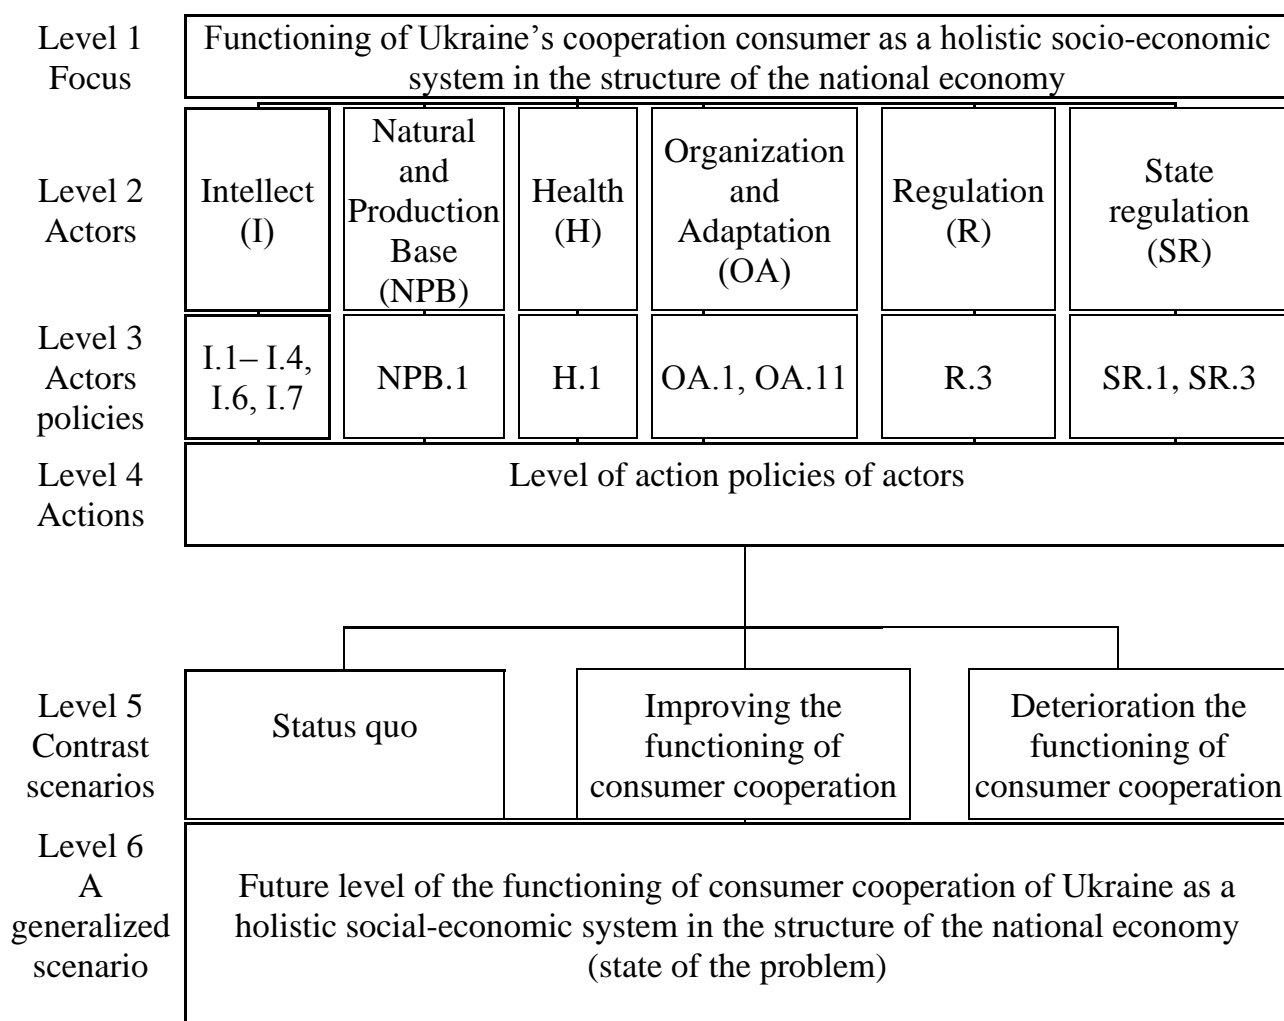 Level 1
Focus
Functioning of Ukraine’s cooperation consumer as a holistic socio-economic
system in the structure of the national economy
Level 2
Actors
Intellect
(I)
Natural
and
Production
Base
(NPB)
Health
(H)
Organization
and
Adaptation
(OA)
Regulation
(R)
State
regulation
(SR)
Level 3
Actors
policies
I.1– I.4,
I.6, I.7
NPB.1
H.1
OA.1, OA.11
R.3
SR.1, SR.3
Level 4
Actions
Level of action policies of actors
Level 5
Contrast
scenarios
Status quo
Improving the
functioning of
consumer cooperation
Deterioration the
functioning of
consumer cooperation
Level 6
A
generalized
scenario
Future level of the functioning of consumer cooperation of Ukraine as a
holistic social-economic system in the structure of the national economy
(state of the problem)